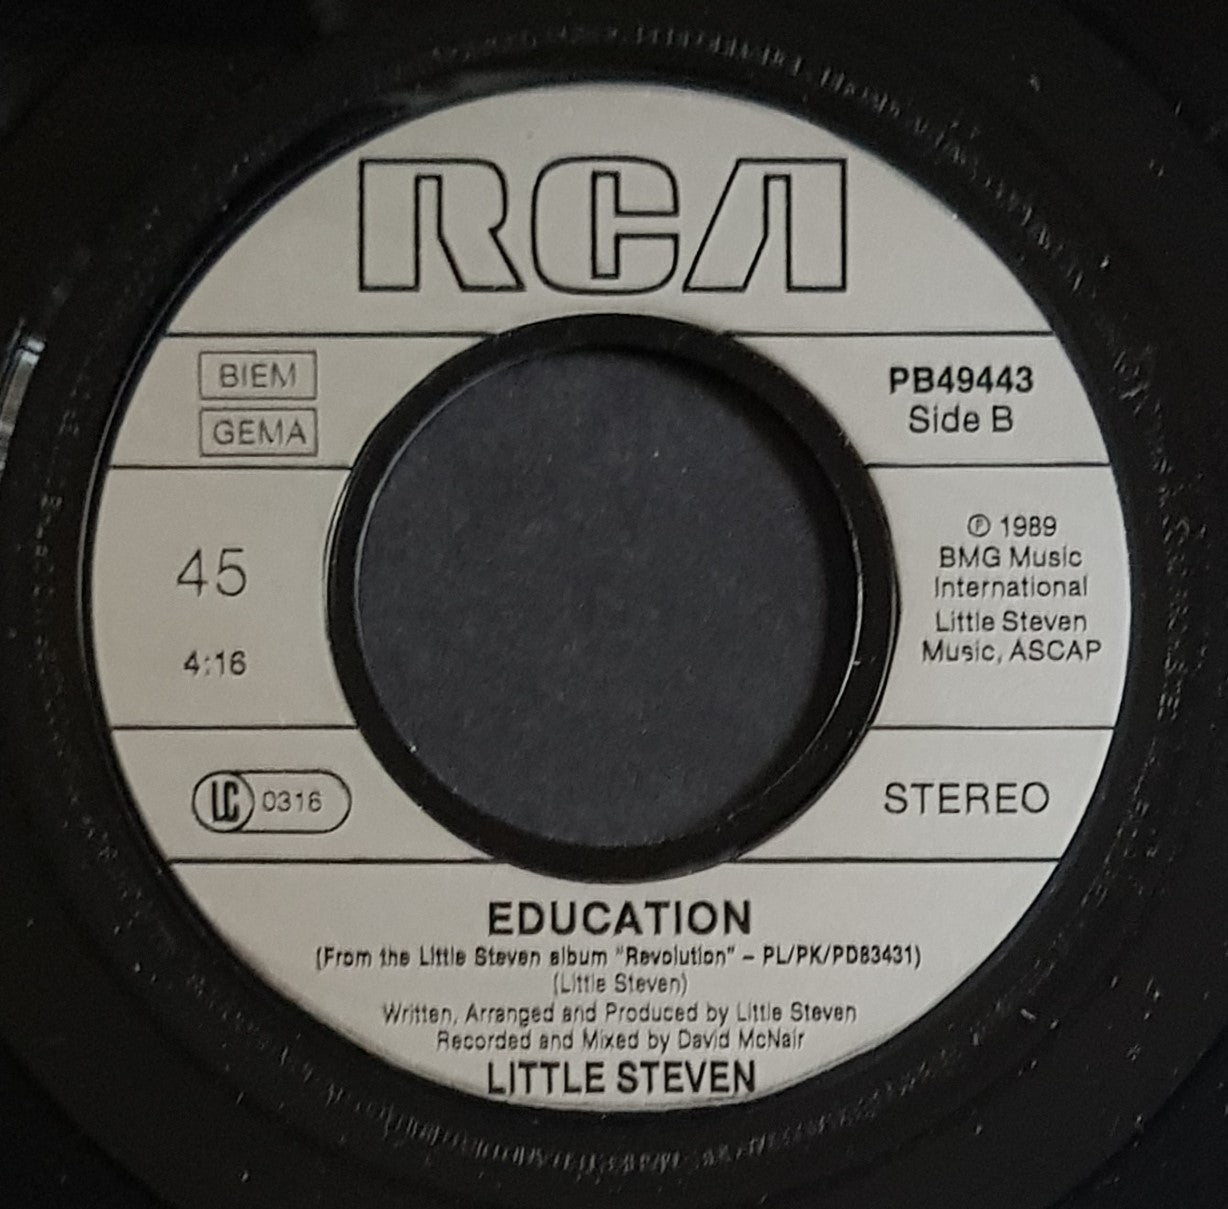 RCA
BIEM
GEMA
PB49443
Side B
45
4:16
℗ 1989
BMG Music
International
Little Steven
Music, ASCAP
LC 0316
STEREO
EDUCATION
(From the Little Steven album "Revolution" – PL/PK/PD83431)
(Little Steven)
Written, Arranged and Produced by Little Steven
Recorded and Mixed by David McNair
LITTLE STEVEN